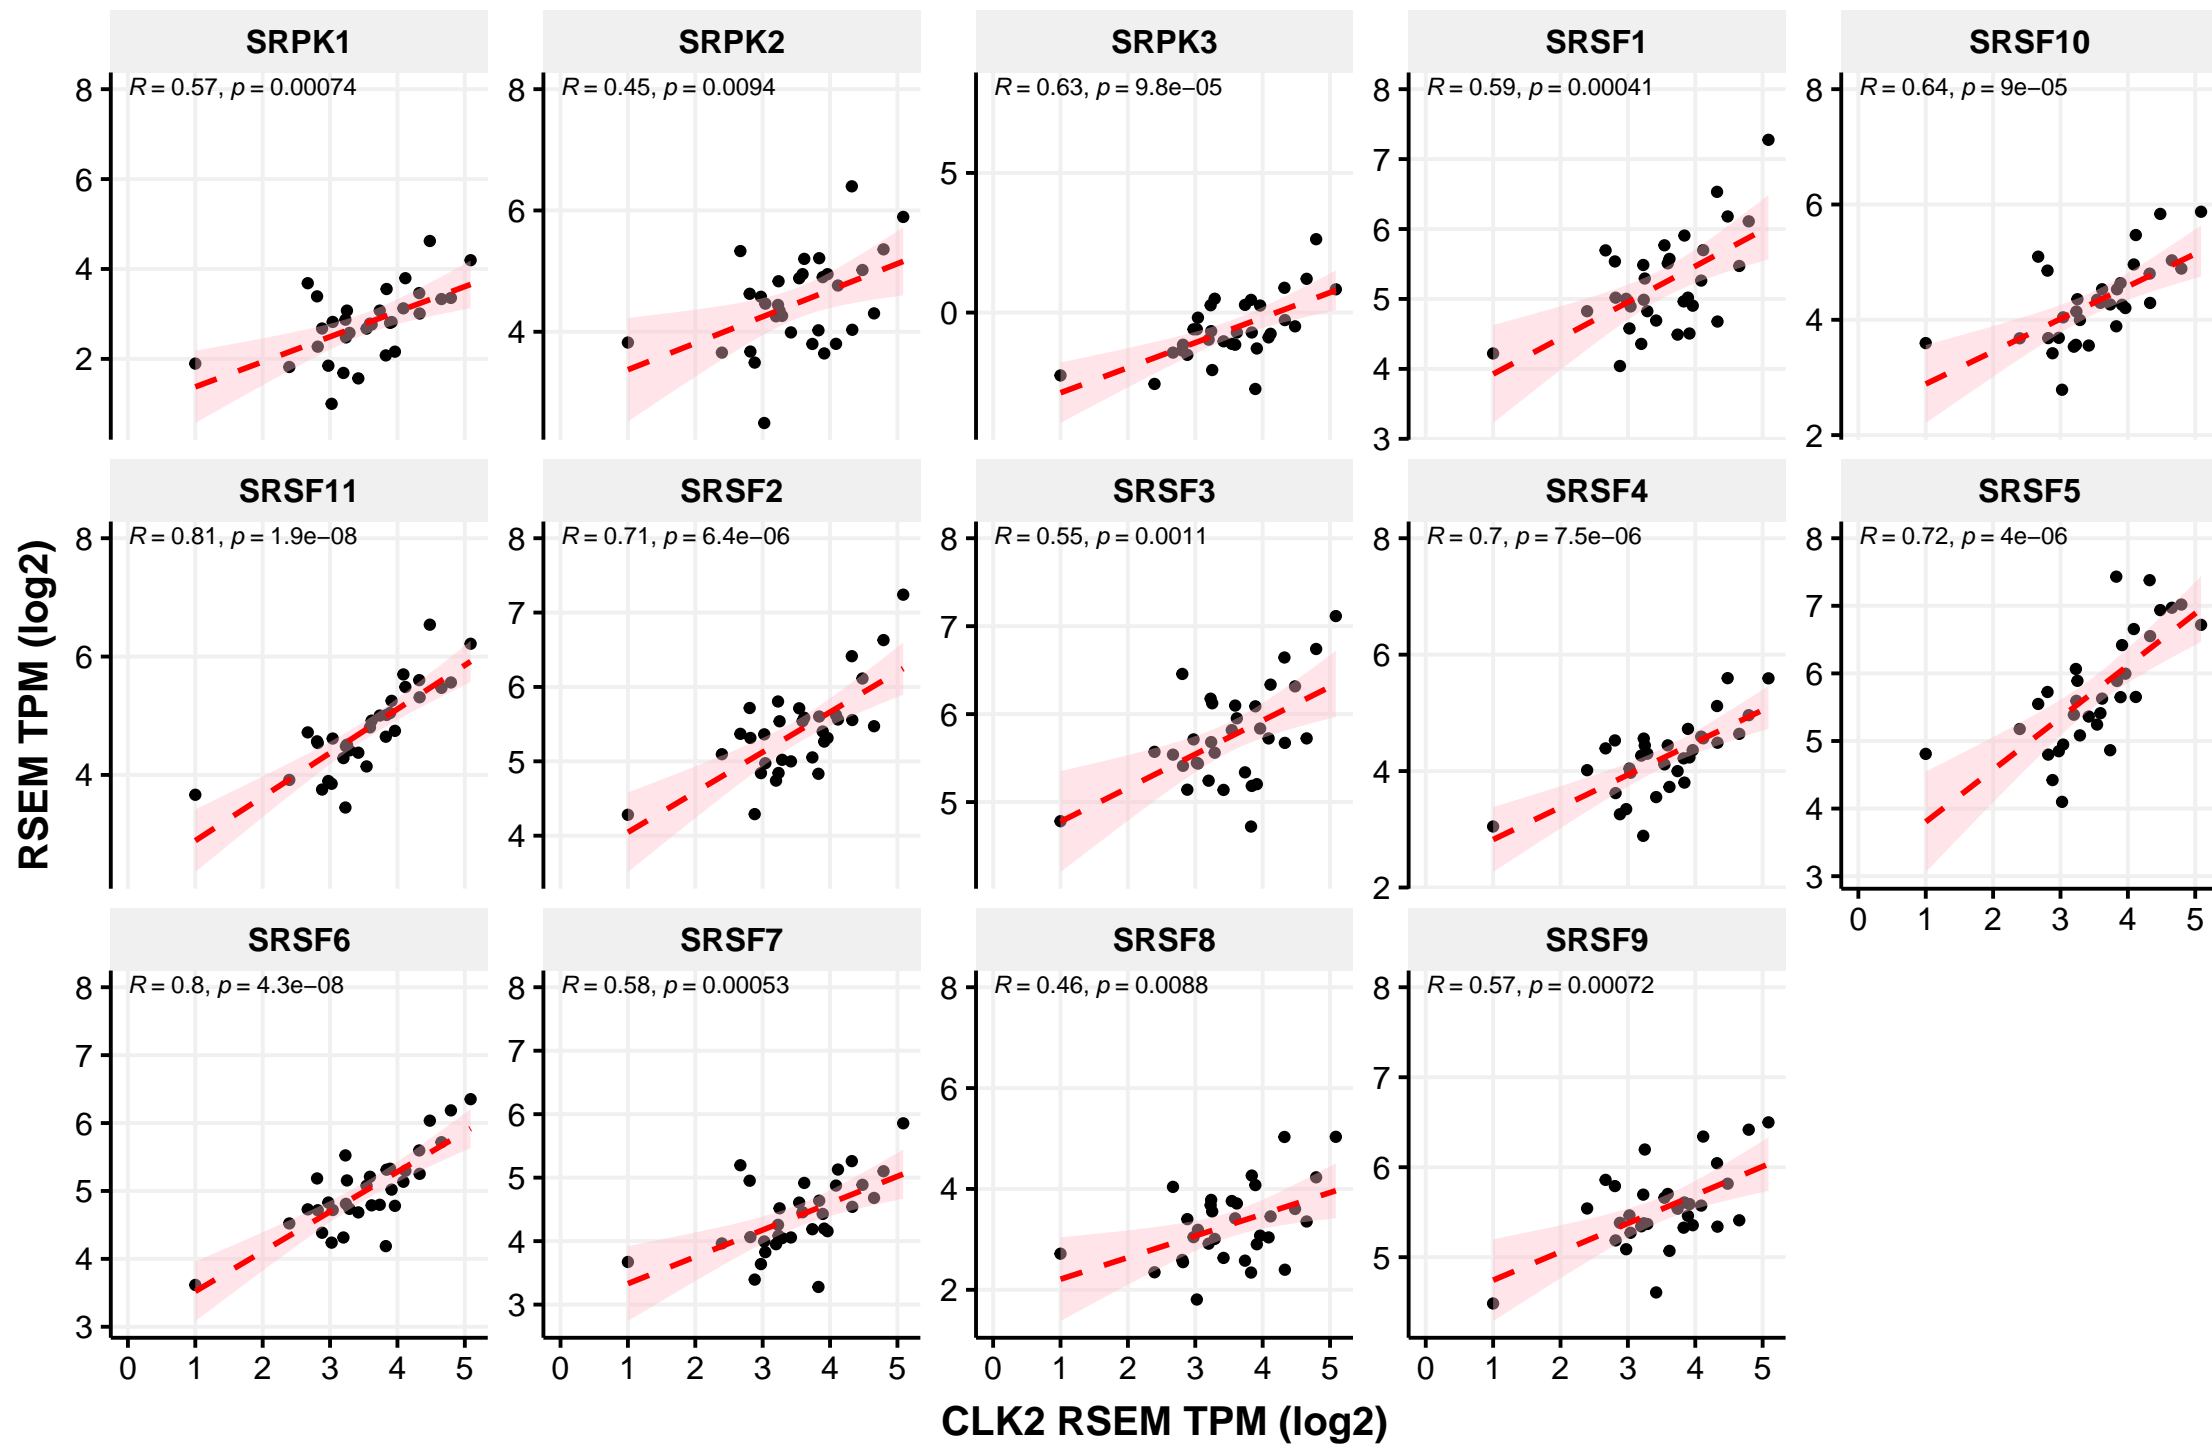 SRPK1 SRPK2 SRPK3 SRSF1 SRSF10
R = 0.57, p = 0.00074
8
6
4
2
R = 0.45, p = 0.0094
8
6
4
R = 0.63, p = 9.8e−05
5
0
R = 0.59, p = 0.00041
8
7
6
5
4
3
R = 0.64, p = 9e−05
8
6
4
2
SRSF11 SRSF2 SRSF3 SRSF4 SRSF5
R = 0.81, p = 1.9e−08
8
6
4
R = 0.71, p = 6.4e−06
8
7
6
5
4
R = 0.55, p = 0.0011
8
7
6
5
R = 0.7, p = 7.5e−06
8
6
4
2
R = 0.72, p = 4e−06
8
7
6
5
4
3
0 1 2 3 4 5
SRSF6 SRSF7 SRSF8 SRSF9
R = 0.8, p = 4.3e−08
8
7
6
5
4
3
0 1 2 3 4 5
R = 0.58, p = 0.00053
8
7
6
5
4
3
0 1 2 3 4 5
R = 0.46, p = 0.0088
8
6
4
2
0 1 2 3 4 5
R = 0.57, p = 0.00072
8
7
6
5
0 1 2 3 4 5
RSEM TPM (log2)
CLK2 RSEM TPM (log2)